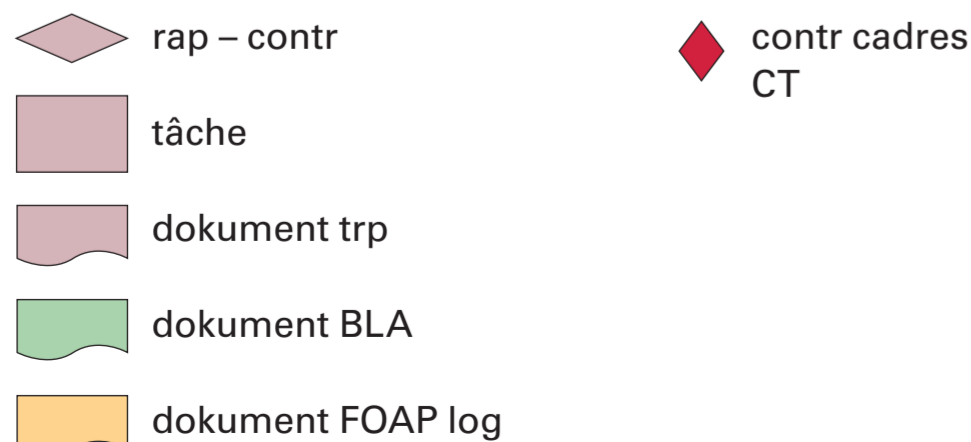 rap – contr
tâche
dokument trp
dokument BLA
dokument FOAP log
contr cadres
CT